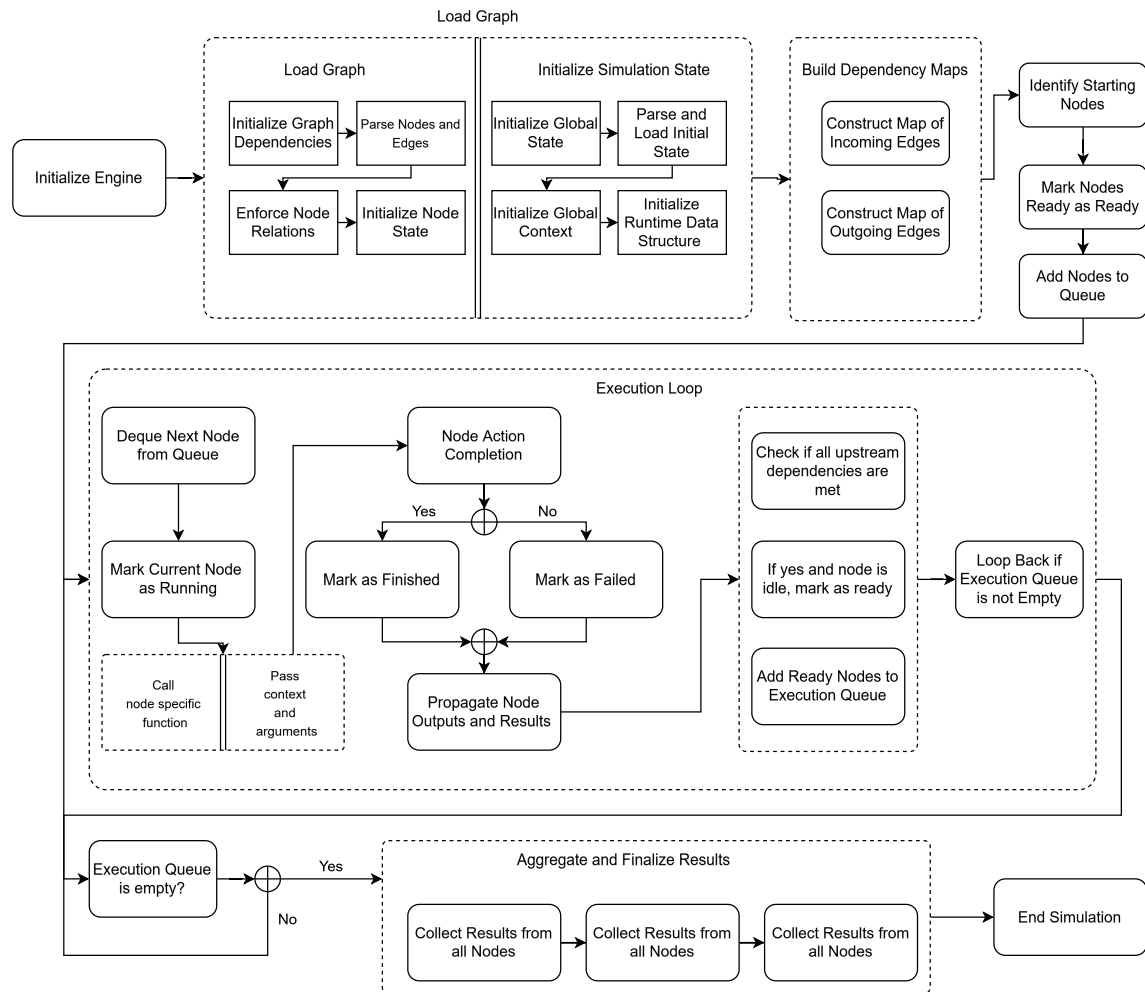 Load Graph
Load Graph
Initialize Simulation State
Build Dependency Maps
Initialize Engine
Initialize Graph
Dependencies
Parse Nodes and
Edges
Enforce Node
Relations
Initialize Node
State
Initialize Global
State
Parse and
Load Initial
State
Initialize Global
Context
Initialize
Runtime Data
Structure
Construct Map of
Incoming Edges
Construct Map of
Outgoing Edges
Identify Starting
Nodes
Mark Nodes
Ready as Ready
Add Nodes to
Queue
Execution Loop
Deque Next Node
from Queue
Mark Current Node
as Running
Call
node specific
function
Pass
context
and
arguments
Node Action
Completion
Yes
No
Mark as Finished
Mark as Failed
Propagate Node
Outputs and Results
Check if all upstream
dependencies are
met
If yes and node is
idle, mark as ready
Add Ready Nodes to
Execution Queue
Loop Back if
Execution Queue
is not Empty
Execution Queue
is empty?
Yes
No
Aggregate and Finalize Results
Collect Results from
all Nodes
Collect Results from
all Nodes
Collect Results from
all Nodes
End Simulation